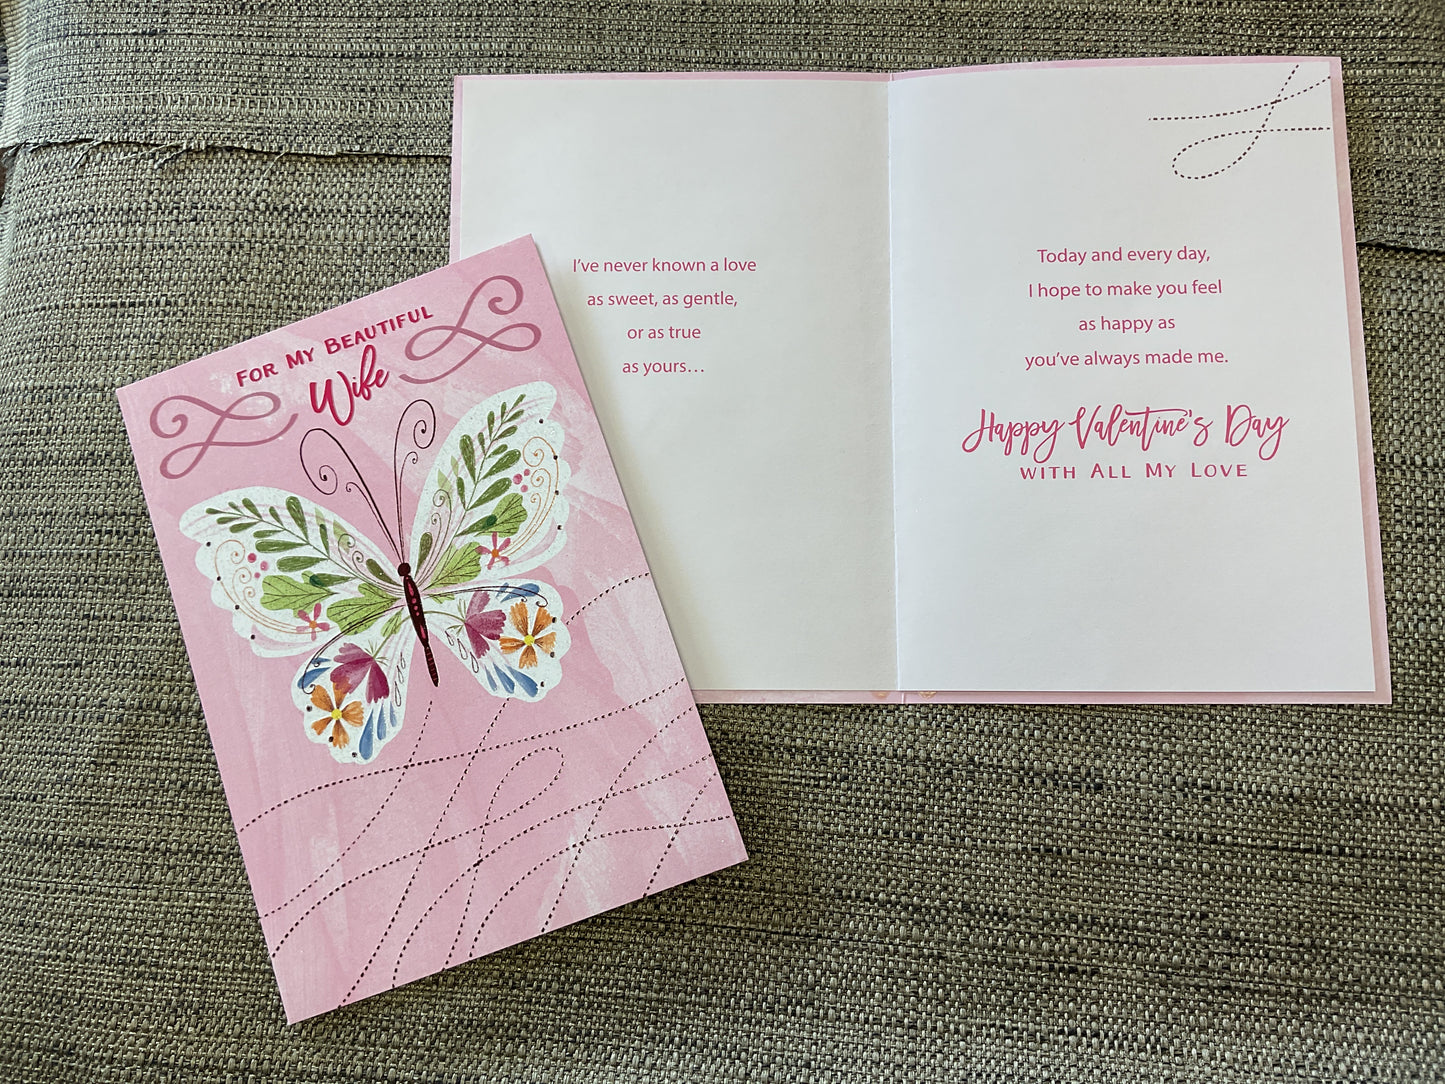 For My Beautiful
Wife
I've never known a love
as sweet, as gentle,
or as true
as yours...
Today and every day,
I hope to make you feel
as happy as
you've always made me.
Happy Valentine's Day
with All My Love